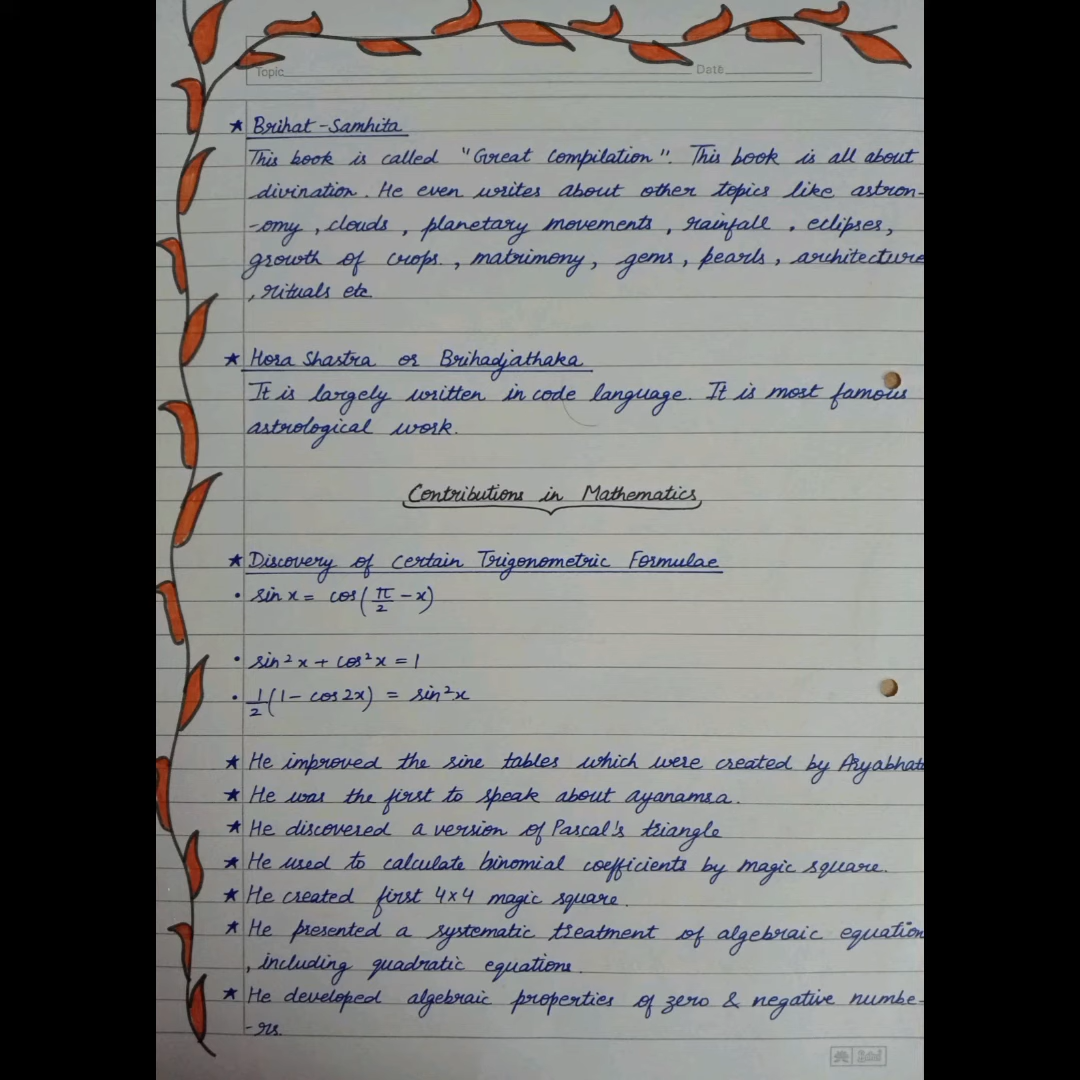 Topic Date
★ Brihat-Samhita
This book is called "Great Compilation". This book is all about
divination. He even writes about other topics like astron-
-omy, clouds, planetary movements, rainfall, eclipses,
growth of crops, matrimony, gems, pearls, architecture
, rituals etc.
★ Hora Shastra or Brihadjathaka
It is largely written in code language. It is most famous
astrological work.
Contributions in Mathematics
★ Discovery of certain Trigonometric Formulae
• sin x = cos(π/2 - x)
• sin²x + cos²x = 1
• 1/2(1 - cos2x) = sin²x
★ He improved the sine tables which were created by Aryabhat
★ He was the first to speak about ayanamsa.
★ He discovered a version of Pascal's triangle
★ He used to calculate binomial coefficients by magic square.
★ He created first 4×4 magic square.
★ He presented a systematic treatment of algebraic equation
, including quadratic equations.
★ He developed algebraic properties of zero & negative numbe-
-rs.